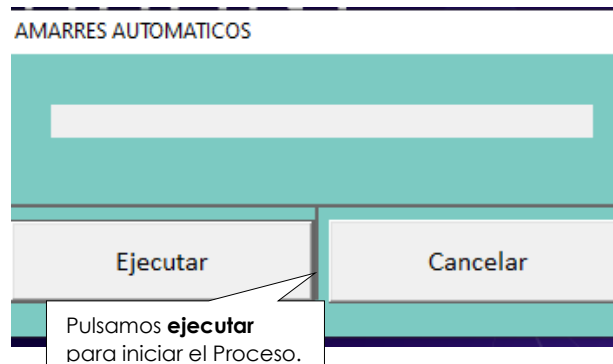 AMARRES AUTOMATICOS
Ejecutar
Cancelar
Pulsamos ejecutar
para iniciar el Proceso.